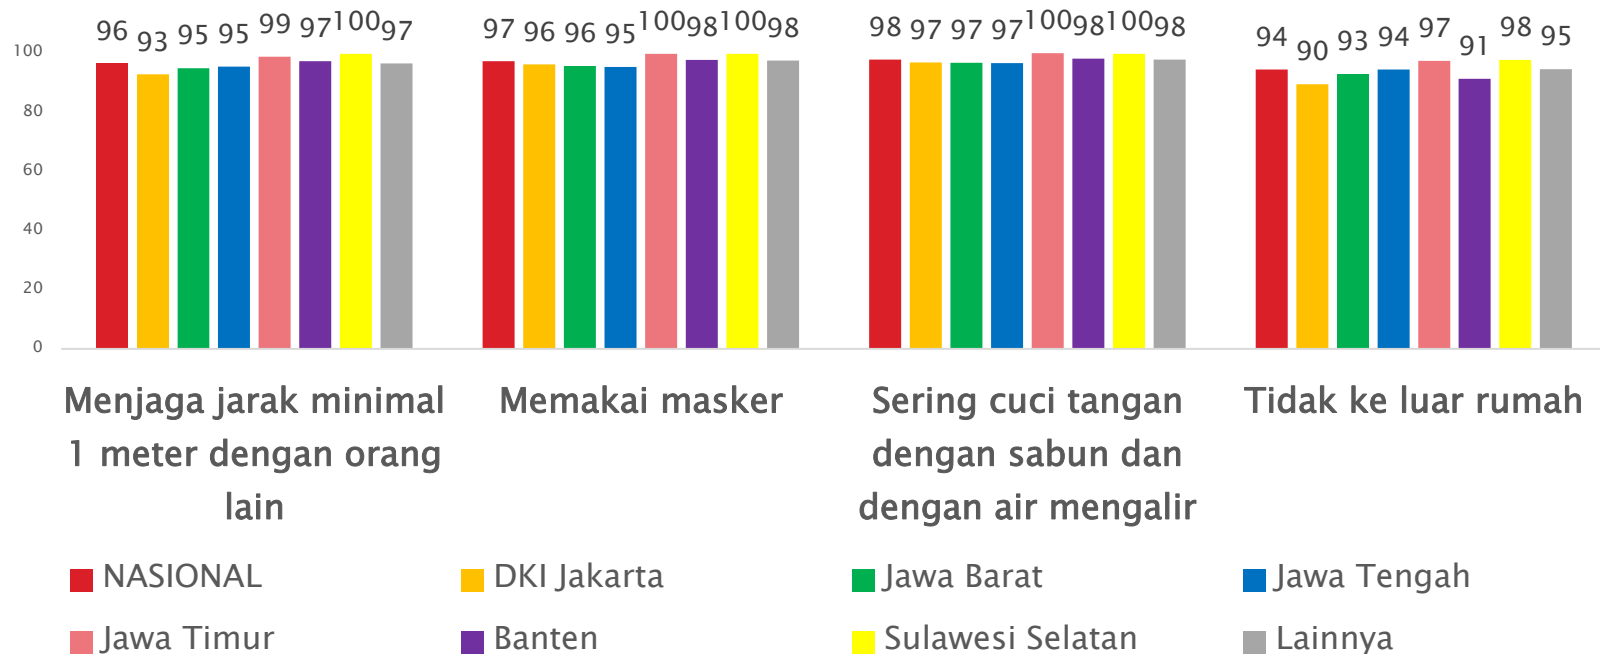 96 93 95 95 99 97 100 97
97 96 96 95 100 98 100 98
98 97 97 97 100 98 100 98
94 90 93 94 97 91 98 95
100
80
60
40
20
0
Menjaga jarak minimal
1 meter dengan orang
lain
Memakai masker
Sering cuci tangan
dengan sabun dan
dengan air mengalir
Tidak ke luar rumah
NASIONAL
DKI Jakarta
Jawa Barat
Jawa Tengah
Jawa Timur
Banten
Sulawesi Selatan
Lainnya